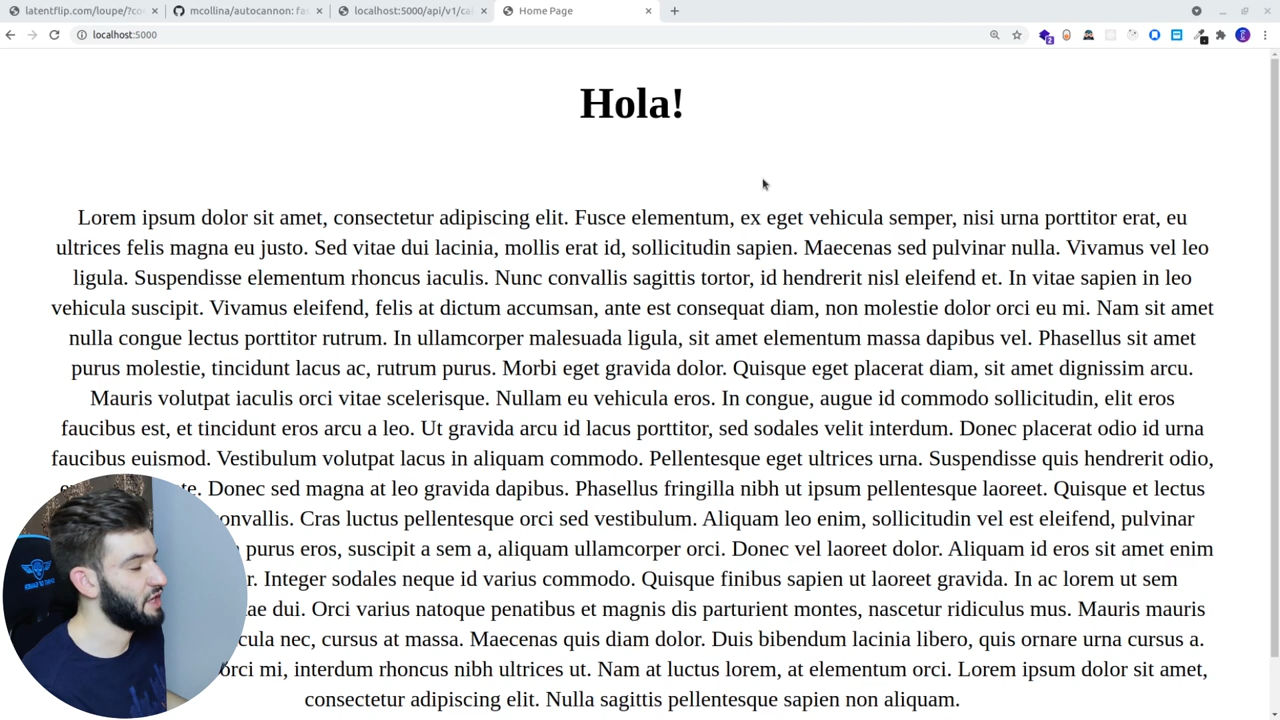 latentflip.com/loupe/?co
mcollina/autocannon: fas
localhost:5000/api/v1/ca
Home Page
localhost:5000
2
Hola!
Lorem ipsum dolor sit amet, consectetur adipiscing elit. Fusce elementum, ex eget vehicula semper, nisi urna porttitor erat, eu
ultrices felis magna eu justo. Sed vitae dui lacinia, mollis erat id, sollicitudin sapien. Maecenas sed pulvinar nulla. Vivamus vel leo
ligula. Suspendisse elementum rhoncus iaculis. Nunc convallis sagittis tortor, id hendrerit nisl eleifend et. In vitae sapien in leo
vehicula suscipit. Vivamus eleifend, felis at dictum accumsan, ante est consequat diam, non molestie dolor orci eu mi. Nam sit amet
nulla congue lectus porttitor rutrum. In ullamcorper malesuada ligula, sit amet elementum massa dapibus vel. Phasellus sit amet
purus molestie, tincidunt lacus ac, rutrum purus. Morbi eget gravida dolor. Quisque eget placerat diam, sit amet dignissim arcu.
Mauris volutpat iaculis orci vitae scelerisque. Nullam eu vehicula eros. In congue, augue id commodo sollicitudin, elit eros
faucibus est, et tincidunt eros arcu a leo. Ut gravida arcu id lacus porttitor, sed sodales velit interdum. Donec placerat odio id urna
faucibus euismod. Vestibulum volutpat lacus in aliquam commodo. Pellentesque eget ultrices urna. Suspendisse quis hendrerit odio,
te. Donec sed magna at leo gravida dapibus. Phasellus fringilla nibh ut ipsum pellentesque laoreet. Quisque et lectus
onvallis. Cras luctus pellentesque orci sed vestibulum. Aliquam leo enim, sollicitudin vel est eleifend, pulvinar
purus eros, suscipit a sem a, aliquam ullamcorper orci. Donec vel laoreet dolor. Aliquam id eros sit amet enim
r. Integer sodales neque id varius commodo. Quisque finibus sapien ut laoreet gravida. In ac lorem ut sem
ae dui. Orci varius natoque penatibus et magnis dis parturient montes, nascetur ridiculus mus. Mauris mauris
cula nec, cursus at massa. Maecenas quis diam dolor. Duis bibendum lacinia libero, quis ornare urna cursus a.
orci mi, interdum rhoncus nibh ultrices ut. Nam at luctus lorem, at elementum orci. Lorem ipsum dolor sit amet,
consectetur adipiscing elit. Nulla sagittis pellentesque sapien non aliquam.